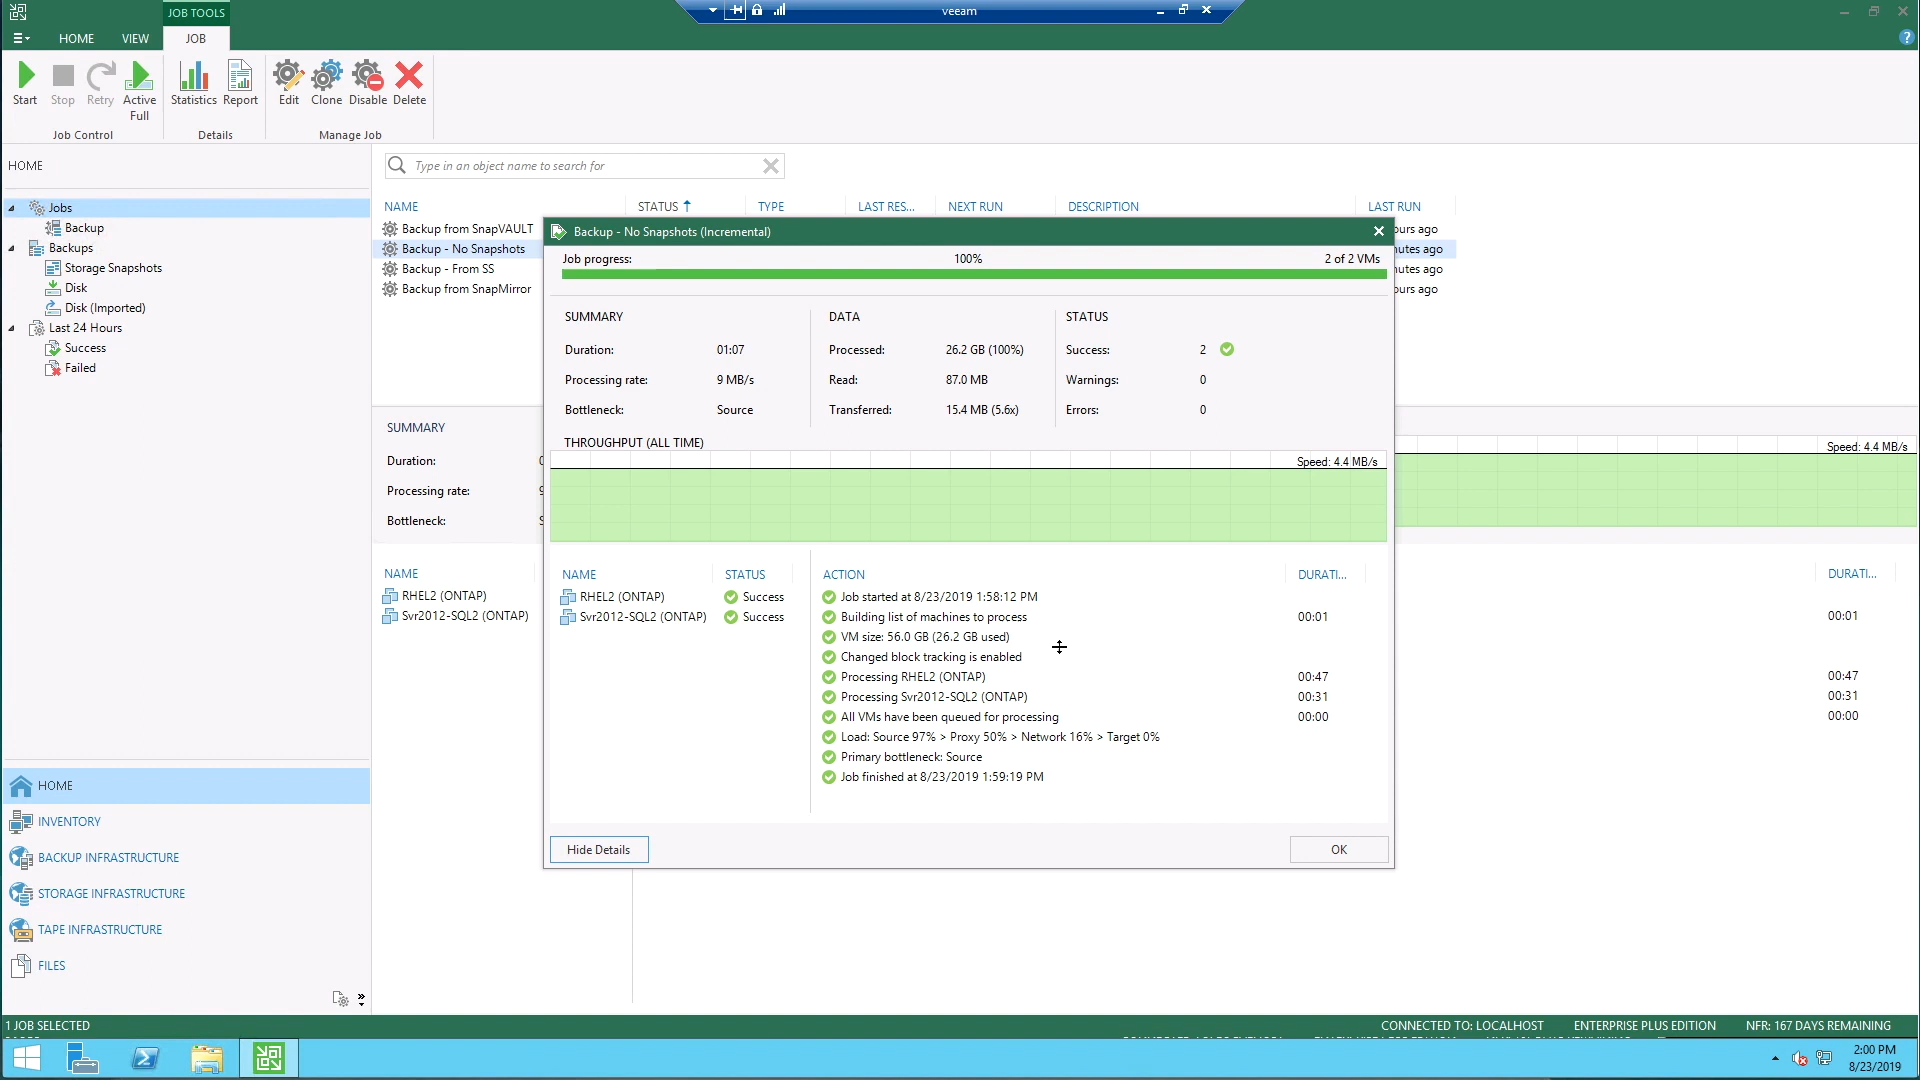 JOB TOOLS
veeam
HOME
VIEW
JOB
?
Start
Stop
Retry
Active Full
Statistics
Report
Edit
Clone
Disable
Delete
Job Control
Details
Manage Job
HOME
Type in an object name to search for
Jobs
Backup
Backups
Storage Snapshots
Disk
Disk (Imported)
Last 24 Hours
Success
Failed
NAME
STATUS
TYPE
LAST RES...
NEXT RUN
DESCRIPTION
LAST RUN
Backup from SnapVAULT
ours ago
Backup - No Snapshots
utes ago
Backup - From SS
utes ago
Backup from SnapMirror
ours ago
SUMMARY
Duration:
Processing rate:
Bottleneck:
Speed: 4.4 MB/s
NAME
DURATI...
RHEL2 (ONTAP)
Svr2012-SQL2 (ONTAP)
00:01
00:47
00:31
00:00
Backup - No Snapshots (Incremental)
Job progress:
100%
2 of 2 VMs
SUMMARY
Duration: 01:07
Processing rate: 9 MB/s
Bottleneck: Source
DATA
Processed: 26.2 GB (100%)
Read: 87.0 MB
Transferred: 15.4 MB (5.6x)
STATUS
Success: 2
Warnings: 0
Errors: 0
THROUGHPUT (ALL TIME)
Speed: 4.4 MB/s
NAME
STATUS
RHEL2 (ONTAP) Success
Svr2012-SQL2 (ONTAP) Success
ACTION
DURATI...
Job started at 8/23/2019 1:58:12 PM
Building list of machines to process 00:01
VM size: 56.0 GB (26.2 GB used)
Changed block tracking is enabled
Processing RHEL2 (ONTAP) 00:47
Processing Svr2012-SQL2 (ONTAP) 00:31
All VMs have been queued for processing 00:00
Load: Source 97% > Proxy 50% > Network 16% > Target 0%
Primary bottleneck: Source
Job finished at 8/23/2019 1:59:19 PM
Hide Details
OK
HOME
INVENTORY
BACKUP INFRASTRUCTURE
STORAGE INFRASTRUCTURE
TAPE INFRASTRUCTURE
FILES
1 JOB SELECTED
CONNECTED TO: LOCALHOST
ENTERPRISE PLUS EDITION
NFR: 167 DAYS REMAINING
2:00 PM
8/23/2019